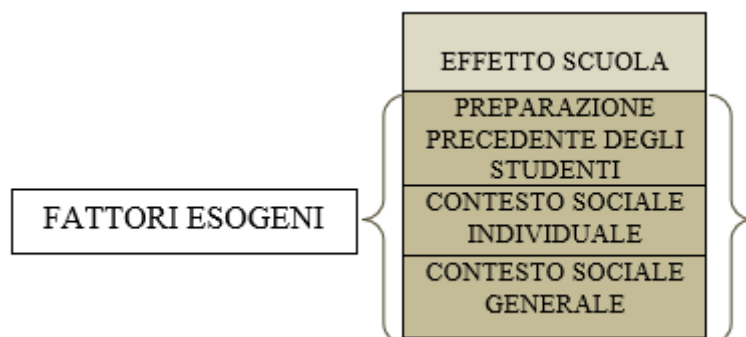 EFFETTO SCUOLA
PREPARAZIONE
PRECEDENTE DEGLI
STUDENTI
FATTORI ESOGENI
CONTESTO SOCIALE
INDIVIDUALE
CONTESTO SOCIALE
GENERALE